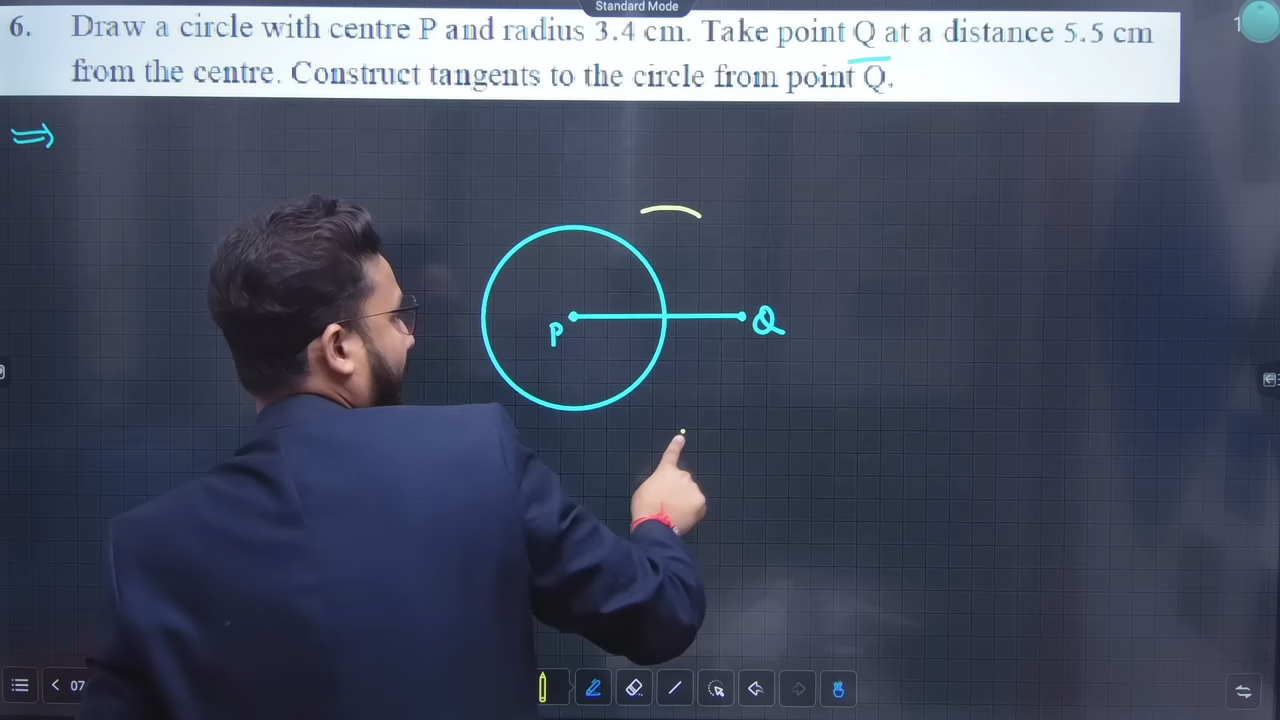 Standard Mode
6. Draw a circle with centre P and radius 3.4 cm. Take point Q at a distance 5.5 cm
from the centre. Construct tangents to the circle from point Q.
P
Q
07